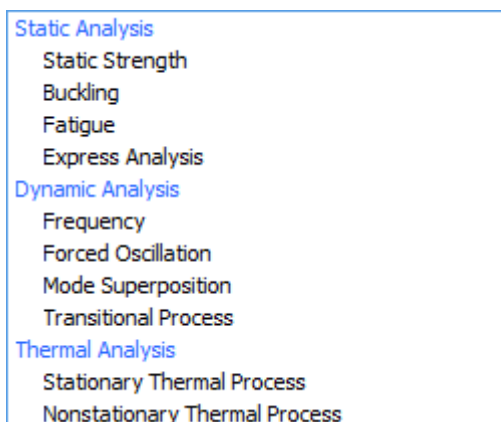 Static Analysis
Static Strength
Buckling
Fatigue
Express Analysis
Dynamic Analysis
Frequency
Forced Oscillation
Mode Superposition
Transitional Process
Thermal Analysis
Stationary Thermal Process
Nonstationary Thermal Process